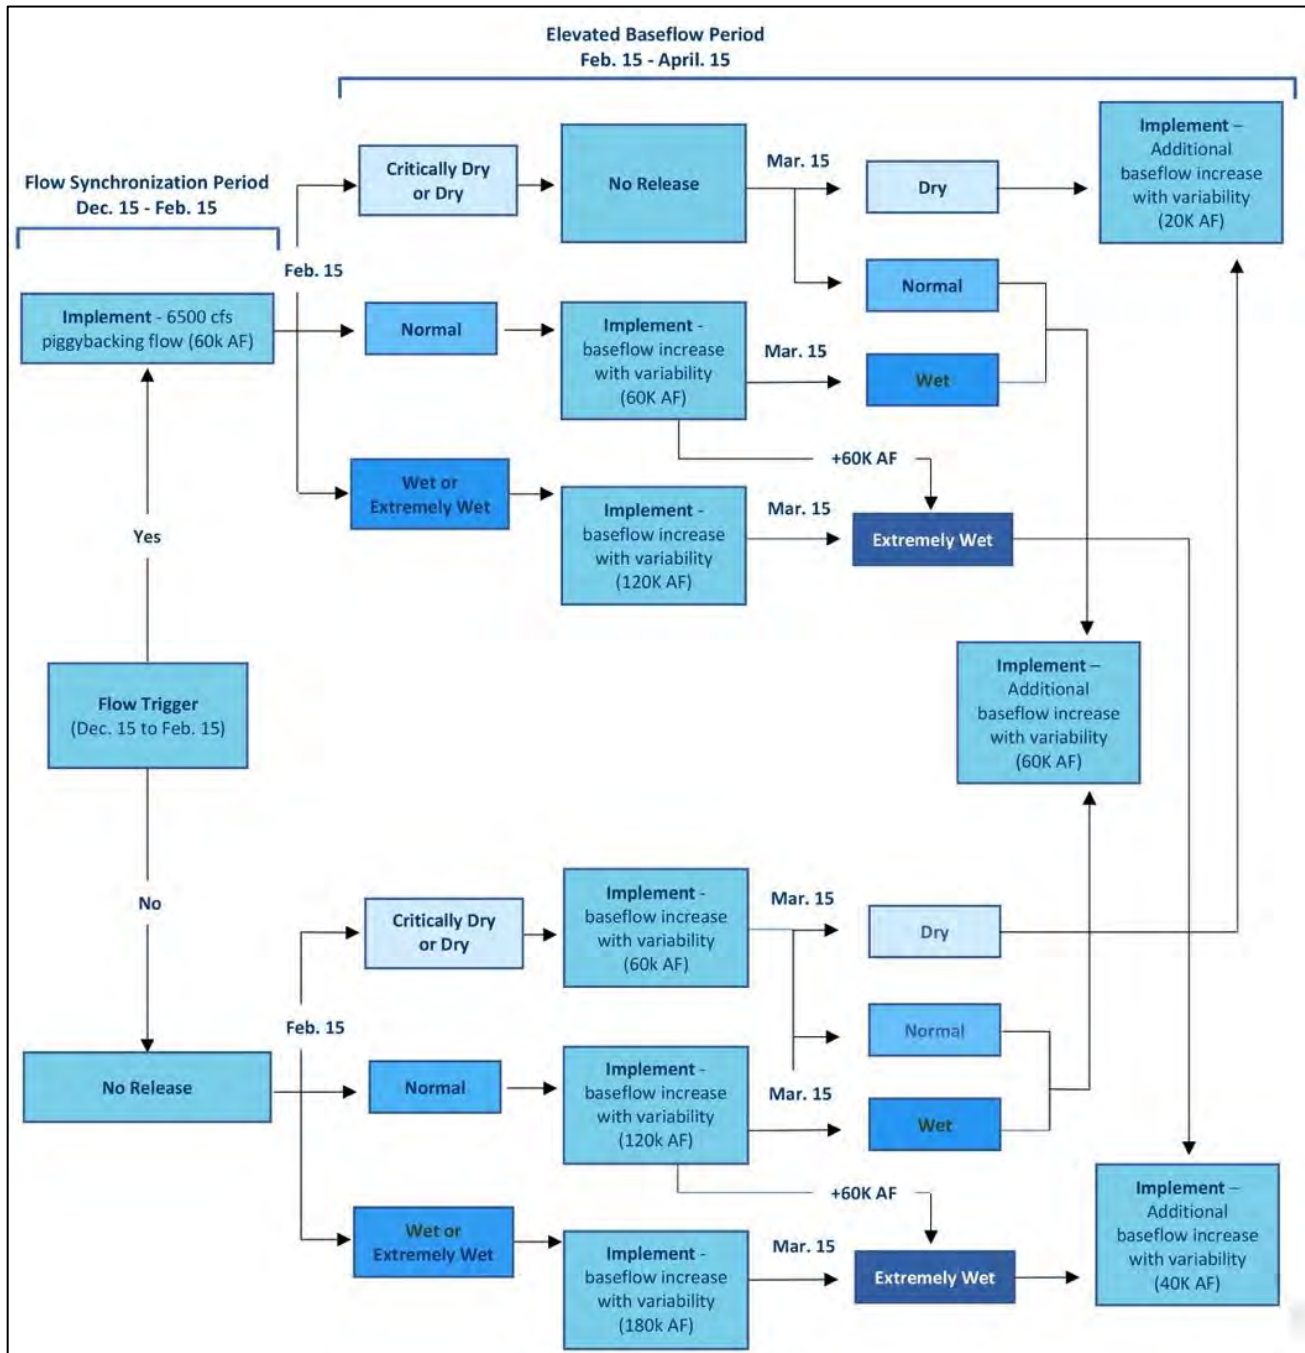 Elevated Baseflow Period
Feb. 15 - April. 15
Flow Synchronization Period
Dec. 15 - Feb. 15
Implement - 6500 cfs
piggybacking flow (60k AF)
Yes
Flow Trigger
(Dec. 15 to Feb. 15)
No
No Release
Feb. 15
Critically Dry
or Dry
No Release
Mar. 15
Dry
Implement –
Additional
baseflow increase
with variability
(20K AF)
Normal
Normal
Implement -
baseflow increase
with variability
(60K AF)
Mar. 15
Wet
+60K AF
Wet or
Extremely Wet
Implement -
baseflow increase
with variability
(120K AF)
Mar. 15
Extremely Wet
Implement –
Additional
baseflow increase
with variability
(60K AF)
Feb. 15
Critically Dry
or Dry
Implement -
baseflow increase
with variability
(60k AF)
Mar. 15
Dry
Normal
Normal
Implement -
baseflow increase
with variability
(120k AF)
Mar. 15
Wet
+60K AF
Wet or
Extremely Wet
Implement -
baseflow increase
with variability
(180k AF)
Mar. 15
Extremely Wet
Implement –
Additional
baseflow increase
with variability
(40K AF)